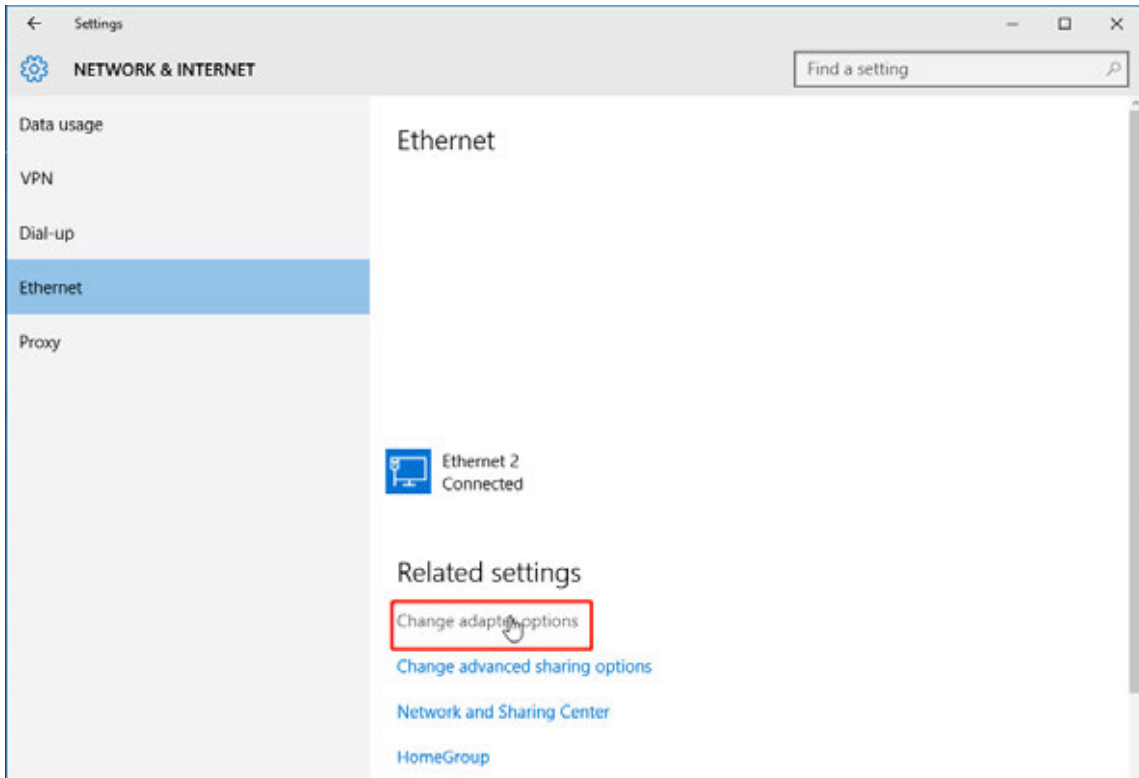 Settings
NETWORK & INTERNET
Find a setting
Data usage
VPN
Dial-up
Ethernet
Proxy
Ethernet
Ethernet 2
Connected
Related settings
Change adapter options
Change advanced sharing options
Network and Sharing Center
HomeGroup